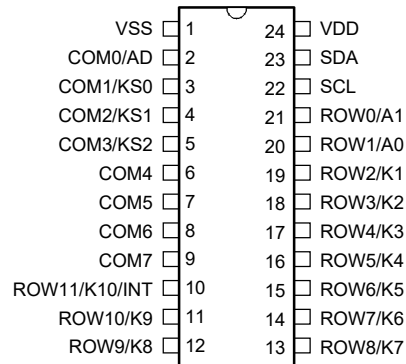 VSS 1 24 VDD
COM0/AD 2 23 SDA
COM1/KS0 3 22 SCL
COM2/KS1 4 21 ROW0/A1
COM3/KS2 5 20 ROW1/A0
COM4 6 19 ROW2/K1
COM5 7 18 ROW3/K2
COM6 8 17 ROW4/K3
COM7 9 16 ROW5/K4
ROW11/K10/INT 10 15 ROW6/K5
ROW10/K9 11 14 ROW7/K6
ROW9/K8 12 13 ROW8/K7